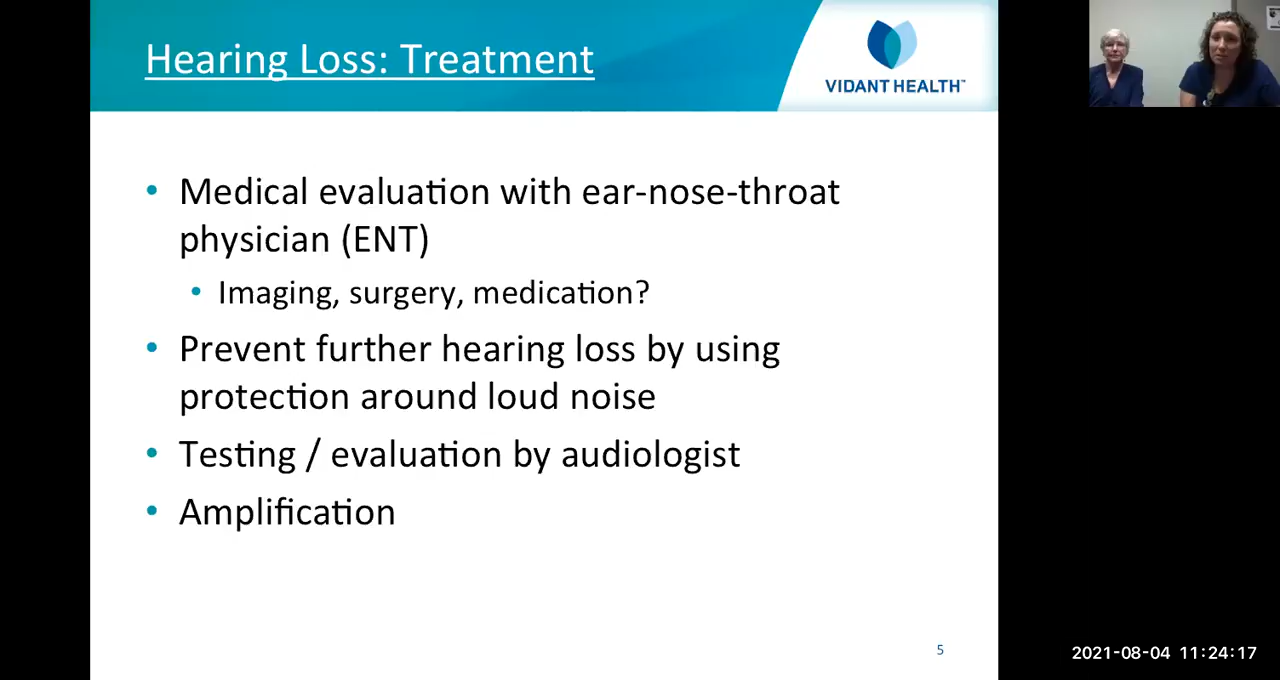 Hearing Loss: Treatment
VIDANT HEALTH™
• Medical evaluation with ear-nose-throat
physician (ENT)
• Imaging, surgery, medication?
• Prevent further hearing loss by using
protection around loud noise
• Testing / evaluation by audiologist
• Amplification
5
2021-08-04 11:24:17